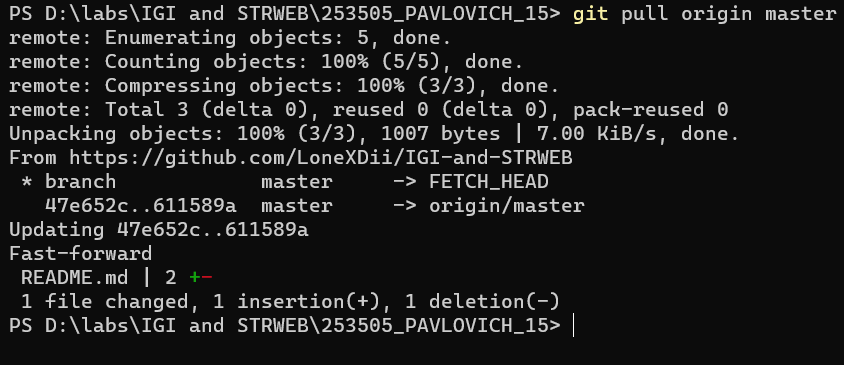 PS D:\labs\IGI and STRWEB\253505_PAVLOVICH_15> git pull origin master
remote: Enumerating objects: 5, done.
remote: Counting objects: 100% (5/5), done.
remote: Compressing objects: 100% (3/3), done.
remote: Total 3 (delta 0), reused 0 (delta 0), pack-reused 0
Unpacking objects: 100% (3/3), 1007 bytes | 7.00 KiB/s, done.
From https://github.com/LoneXDii/IGI-and-STRWEB
 * branch            master     -> FETCH_HEAD
   47e652c..611589a  master     -> origin/master
Updating 47e652c..611589a
Fast-forward
 README.md | 2 +-
 1 file changed, 1 insertion(+), 1 deletion(-)
PS D:\labs\IGI and STRWEB\253505_PAVLOVICH_15>